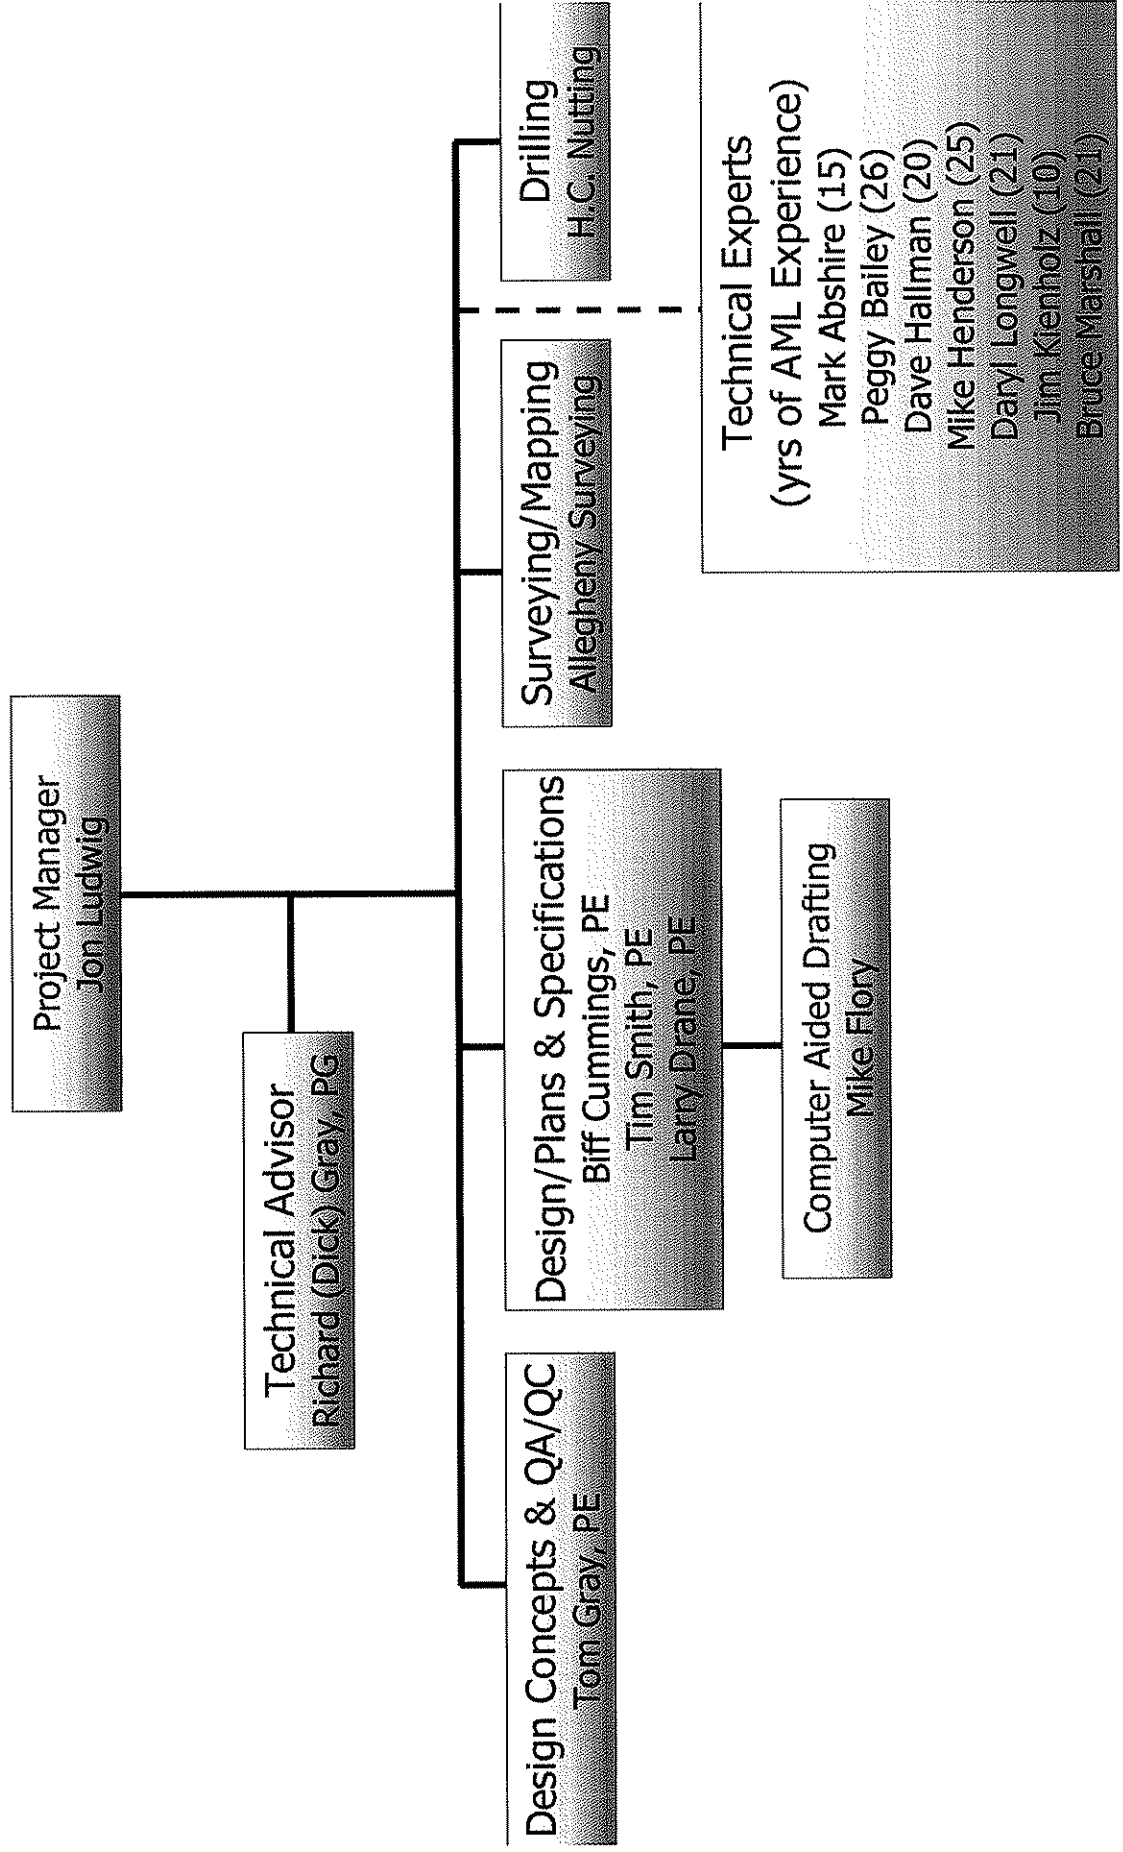 Project Manager
Jon Ludwig
Technical Advisor
Richard (Dick) Gray, PG
Design Concepts & QA/QC
Tom Gray, PE
Design/Plans & Specifications
Biff Cummings, PE
Tim Smith, PE
Larry Drane, PE
Computer Aided Drafting
Mike Flory
Surveying/Mapping
Allegheny Surveying
Drilling
H.C. Nutting
Technical Experts
(yrs of AML Experience)
Mark Abshire (15)
Peggy Bailey (26)
Dave Hallman (20)
Mike Henderson (25)
Daryl Longwell (21)
Jim Kienholz (10)
Bruce Marshall (21)